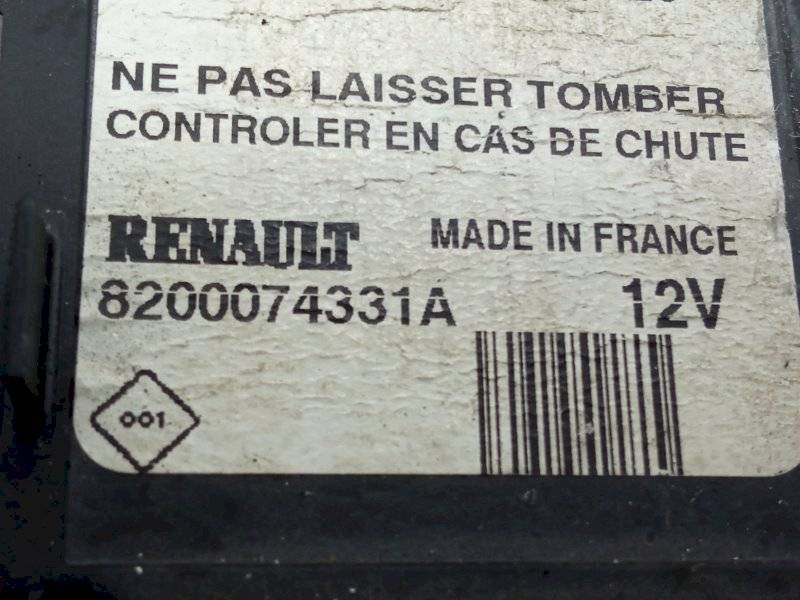 NE PAS LAISSER TOMBER
CONTROLER EN CAS DE CHUTE
RENAULT MADE IN FRANCE
8200074331A 12V
001